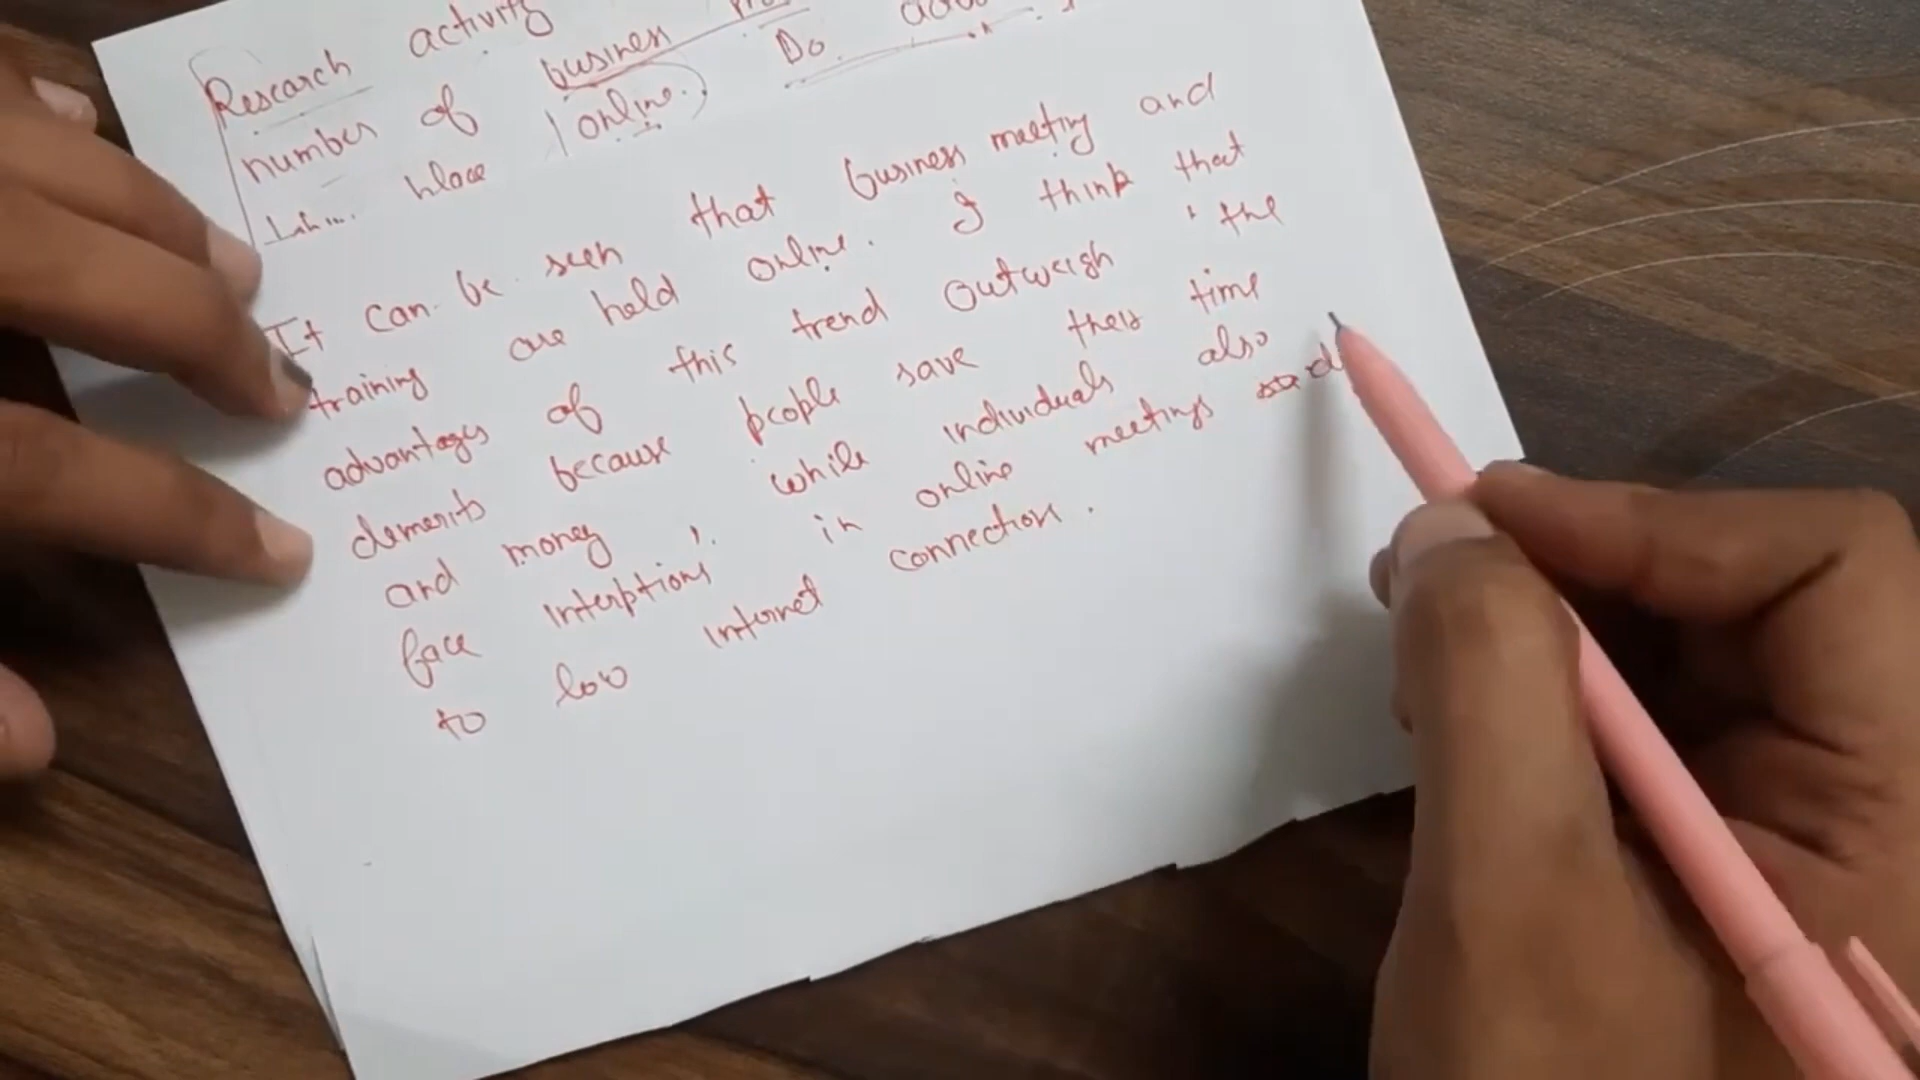 Research activity
number of business
place online. Do
It can be seen that business meeting and
training are held online. I think that
advantages of this trend outweigh the
demerits because people save their time
and money, while individuals also
face interptions in online meetings
to low internet connection.